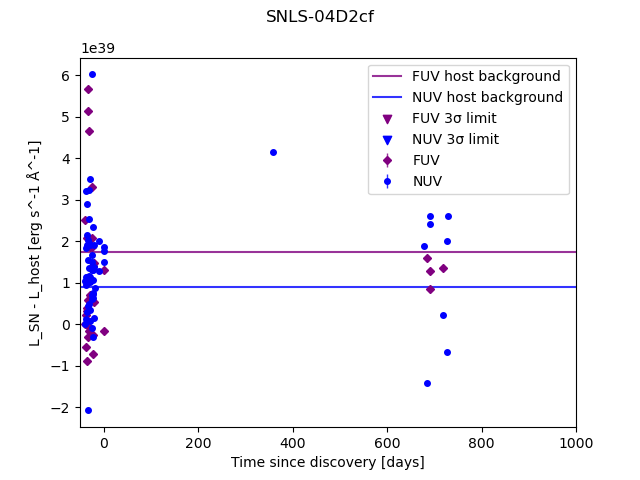 SNLS-04D2cf
1e39
FUV host background
NUV host background
FUV 3σ limit
NUV 3σ limit
FUV
NUV
6
5
4
3
2
1
0
−1
−2
L_SN - L_host [erg s^-1 Å^-1]
0 200 400 600 800 1000
Time since discovery [days]